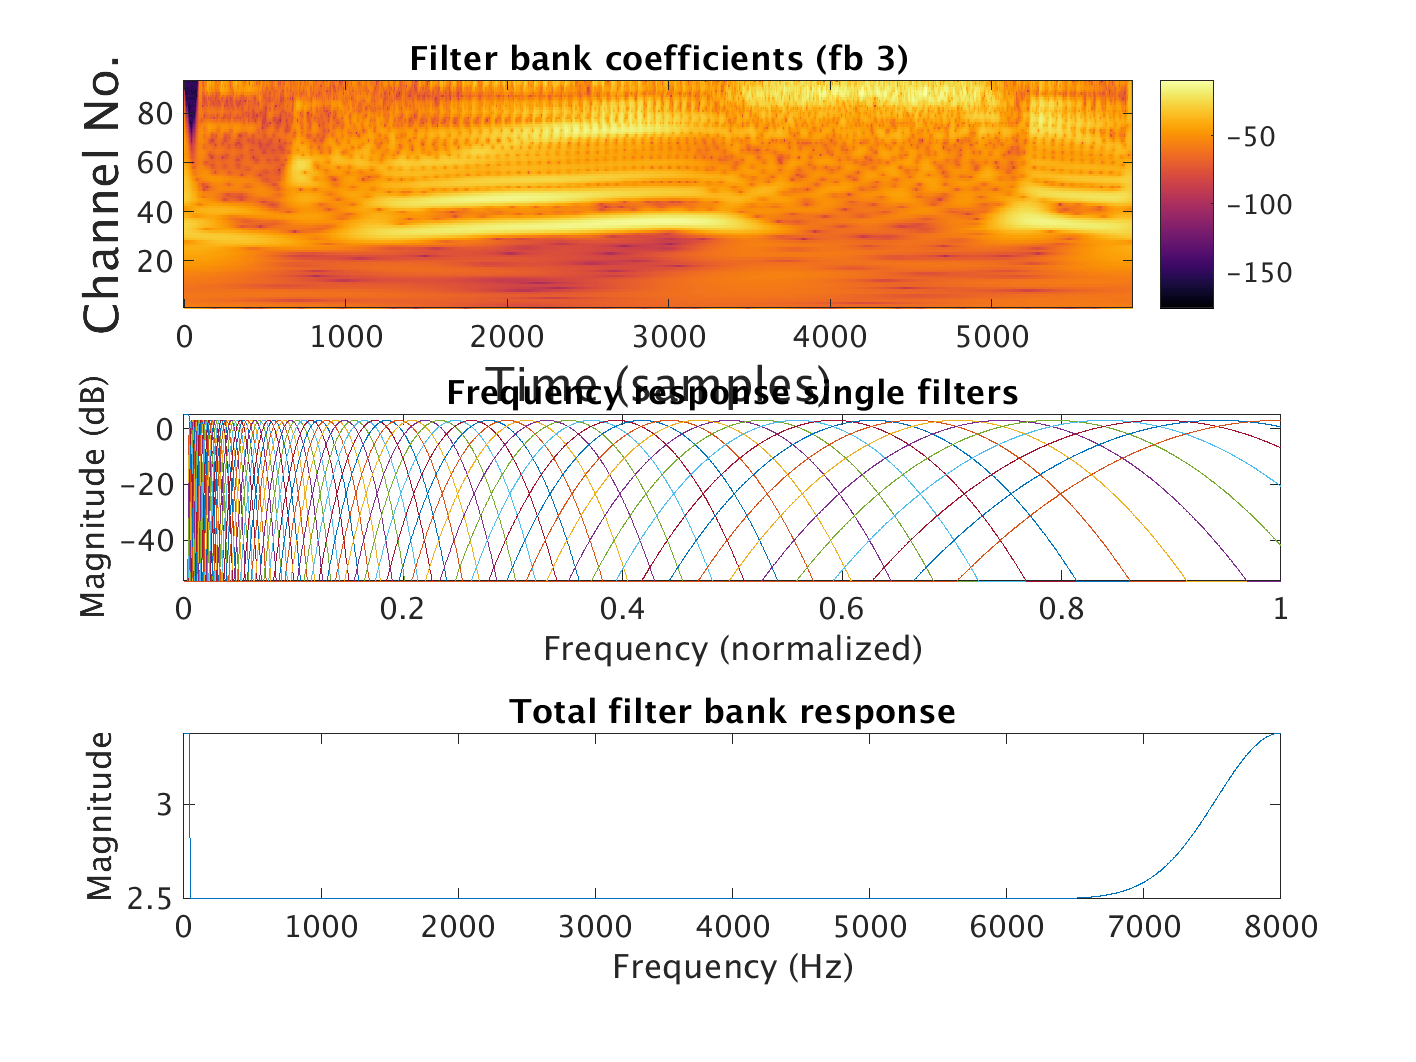 Filter bank coefficients (fb 3)
Channel No.
80
60
40
20
0 1000 2000 3000 4000 5000
−50
−100
−150
Time (samples)
Frequency response single filters
Magnitude (dB)
0
−20
−40
0 0.2 0.4 0.6 0.8 1
Frequency (normalized)
Total filter bank response
Magnitude
3
2.5
0 1000 2000 3000 4000 5000 6000 7000 8000
Frequency (Hz)